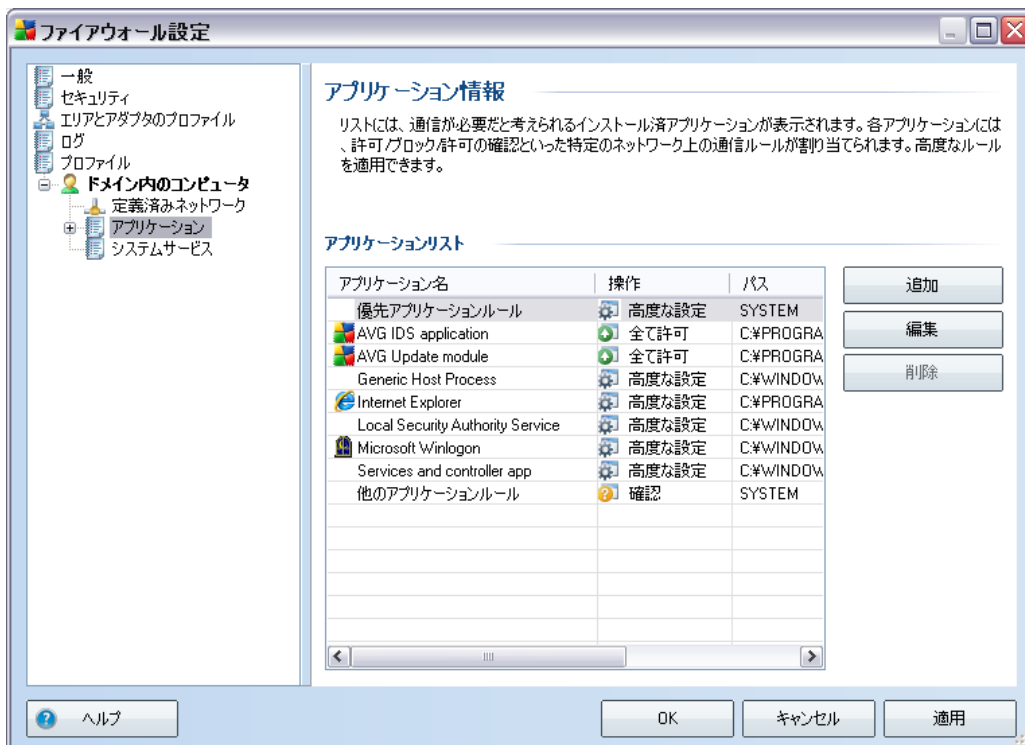 ファイアウォール設定
一般
セキュリティ
エリアとアダプタのプロファイル
ログ
プロファイル
ドメイン内のコンピュータ
定義済みネットワーク
アプリケーション
システムサービス
アプリケーション情報
リストには、通信が必要だと考えられるインストール済アプリケーションが表示されます。各アプリケーションには
、許可/ブロック/許可の確認といった特定のネットワーク上の通信ルールが割り当てられます。高度なルール
を適用できます。
アプリケーションリスト
アプリケーション名 操作 パス
優先アプリケーションルール 高度な設定 SYSTEM
AVG IDS application 全て許可 C:¥PROGRA
AVG Update module 全て許可 C:¥PROGRA
Generic Host Process 高度な設定 C:¥WINDOW
Internet Explorer 高度な設定 C:¥PROGRA
Local Security Authority Service 高度な設定 C:¥WINDOW
Microsoft Winlogon 高度な設定 C:¥WINDOW
Services and controller app 高度な設定 C:¥WINDOW
他のアプリケーションルール 確認 SYSTEM
追加
編集
削除
ヘルプ
OK
キャンセル
適用